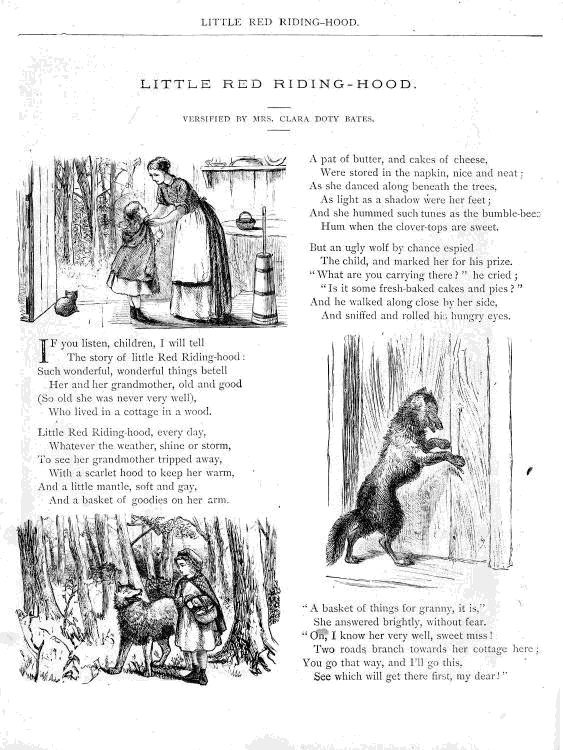 LITTLE RED RIDING-HOOD.
LITTLE RED RIDING-HOOD.
VERSIFIED BY MRS. CLARA DOTY BATES.
IF you listen, children, I will tell
The story of little Red Riding-hood:
Such wonderful, wonderful things befell
Her and her grandmother, old and good
(So old she was never very well),
Who lived in a cottage in a wood.
Little Red Riding-hood, every day,
Whatever the weather, shine or storm,
To see her grandmother tripped away,
With a scarlet hood to keep her warm,
And a little mantle, soft and gay,
And a basket of goodies on her arm.
A pat of butter, and cakes of cheese,
Were stored in the napkin, nice and neat;
As she danced along beneath the trees,
As light as a shadow were her feet;
And she hummed such tunes as the bumble-bees
Hum when the clover-tops are sweet.
But an ugly wolf by chance espied
The child, and marked her for his prize.
"What are you carrying there?" he cried;
"Is it some fresh-baked cakes and pies?"
And he walked along close by her side,
And sniffed and rolled his hungry eyes.
"A basket of things for granny, it is,"
She answered brightly, without fear.
"Oh, I know her very well, sweet miss!
Two roads branch towards her cottage here;
You go that way, and I'll go this,
See which will get there first, my dear!"